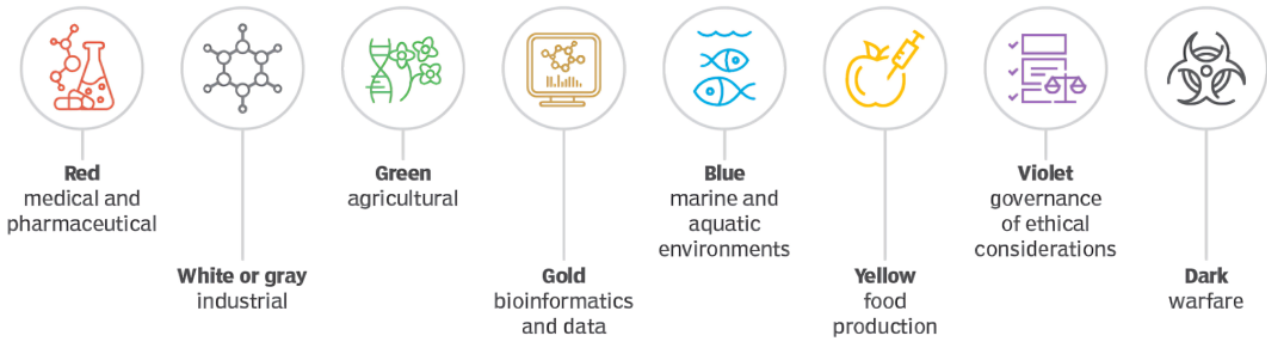 Red
medical and
pharmaceutical
White or gray
industrial
Green
agricultural
Gold
bioinformatics
and data
Blue
marine and
aquatic
environments
Yellow
food
production
Violet
governance
of ethical
considerations
Dark
warfare